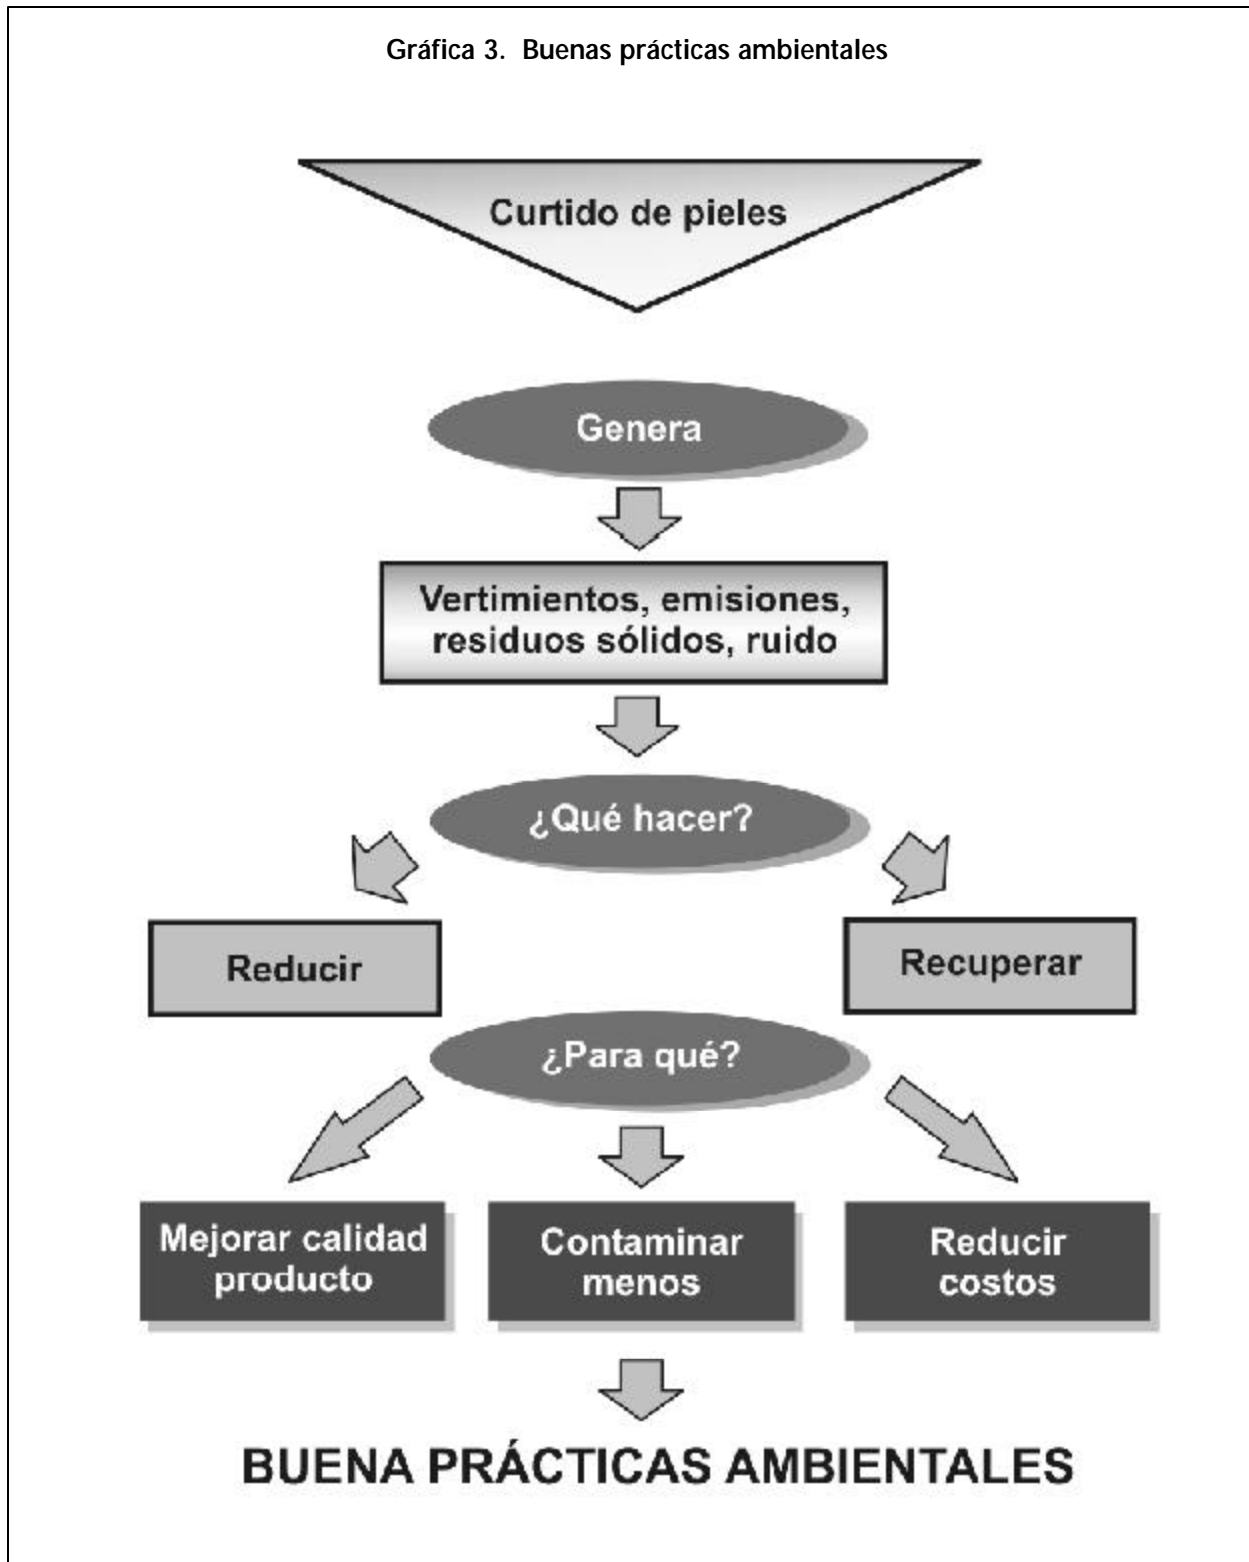 Gráfica 3. Buenas prácticas ambientales
Curtido de pieles
Genera
Vertimientos, emisiones,
residuos sólidos, ruido
¿Qué hacer?
Reducir
Recuperar
¿Para qué?
Mejorar calidad
producto
Contaminar
menos
Reducir
costos
BUENA PRÁCTICAS AMBIENTALES